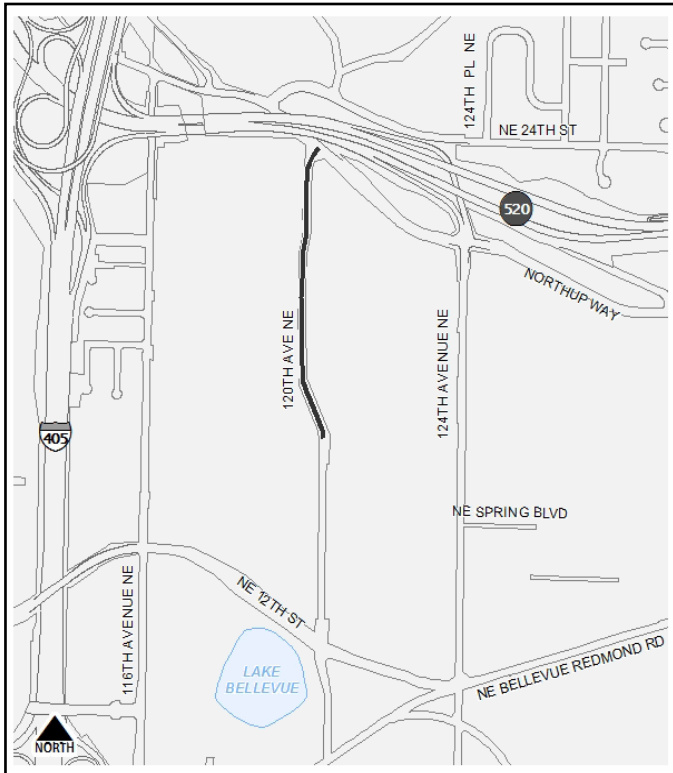 124TH PL NE
NE 24TH ST
520
NORTHUP WAY
120TH AVE NE
124TH AVENUE NE
405
NE SPRING BLVD
NE 12TH ST
116TH AVENUE NE
LAKE
BELLEVUE
NE BELLEVUE REDMOND RD
NORTH